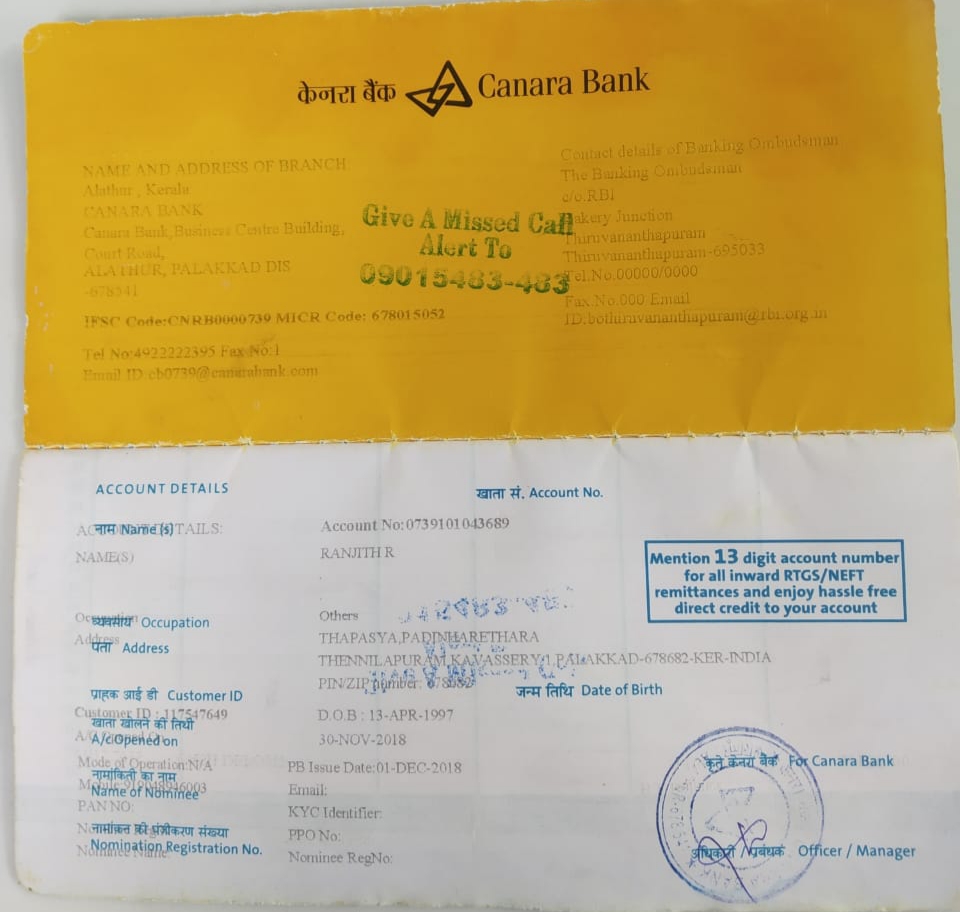 केनरा बैंक Canara Bank
NAME AND ADDRESS OF BRANCH
Alathur , Kerala
CANARA BANK
Canara Bank,Business Centre Building,
Court Road,
ALATHUR, PALAKKAD DIS
-678541
IFSC Code:CNRB0000739 MICR Code: 678015052
Tel No:4922222395 Fax No:1
Email ID:cb0739@canarabank.com
Give A Missed Call
Alert To
09015483-483
Contact details of Banking Ombudsman
The Banking Ombudsman
c/o.RBI
Bakery Junction
Thiruvananthapuram
Thiruvananthapuram-695033
Tel.No.00000/0000
Fax.No.000 Email
ID.bothiruvananthapuram@rbi.org.in
ACCOUNT DETAILS
खाता सं. Account No.
नाम Name (s)
ACCOUNT DETAILS:
Account No:0739101043689
NAME(S)
RANJITH R
Mention 13 digit account number
for all inward RTGS/NEFT
remittances and enjoy hassle free
direct credit to your account
Occupation
Others
व्यवसाय Occupation
Address
THAPASYA,PADINHARETHARA
पता Address
THENNILAPURAM,KAVASSERY 1,PALAKKAD-678682-KER-INDIA
PIN/ZIP number: 678682
ग्राहक आई डी Customer ID
जन्म तिथि Date of Birth
Customer ID : 117547649
D.O.B : 13-APR-1997
खाता खोलने की तिथी
A/c Opened on
30-NOV-2018
Mode of Operation:N/A
PB Issue Date:01-DEC-2018
नामांकिती का नाम
Name of Nominee
Mobile:919048946003
Email:
PAN NO:
KYC Identifier:
नामांकन की पंजीकरण संख्या
PPO No:
Nomination Registration No.
Nominee Name:
Nominee RegNo:
कृते केनरा बैंक For Canara Bank
अधिकारी / प्रबंधक Officer / Manager